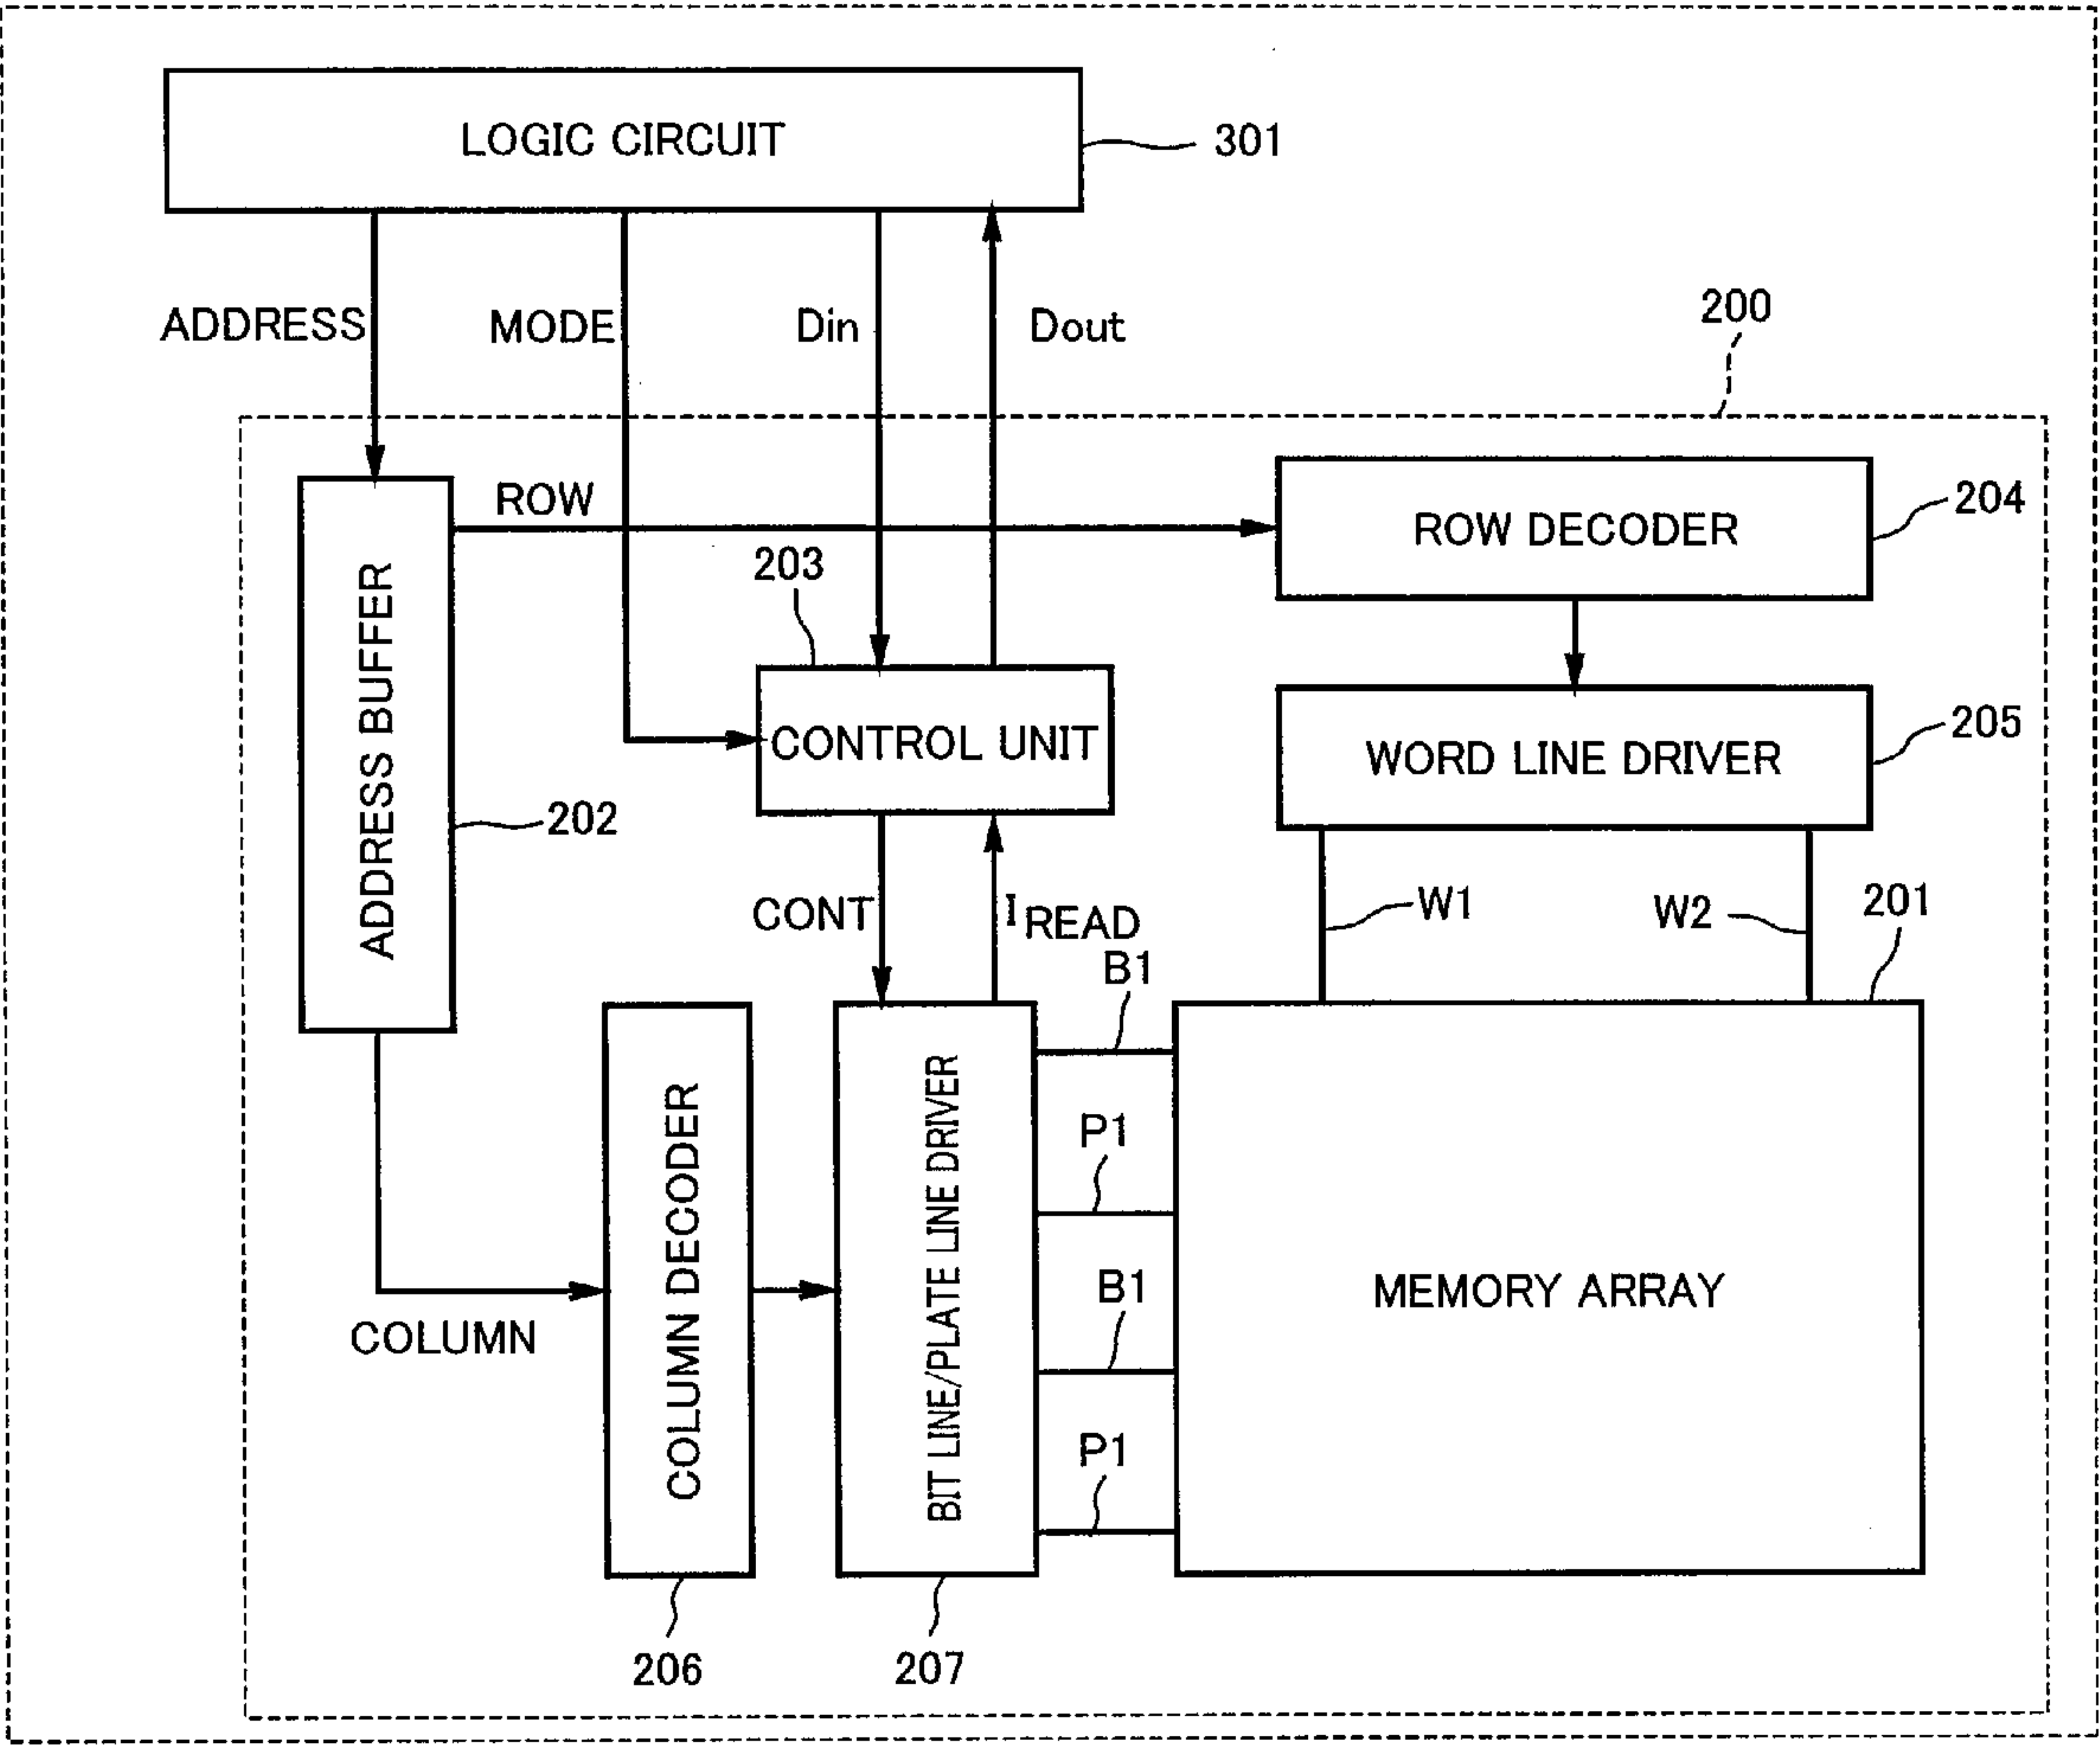 LOGIC CIRCUIT
301
ADDRESS
MODE
Din
Dout
200
ROW
ROW DECODER
204
203
ADDRESS BUFFER
CONTROL UNIT
WORD LINE DRIVER
205
202
CONT
IREAD
W1
W2
201
B1
COLUMN DECODER
BIT LINE/PLATE LINE DRIVER
P1
B1
MEMORY ARRAY
COLUMN
P1
206
207